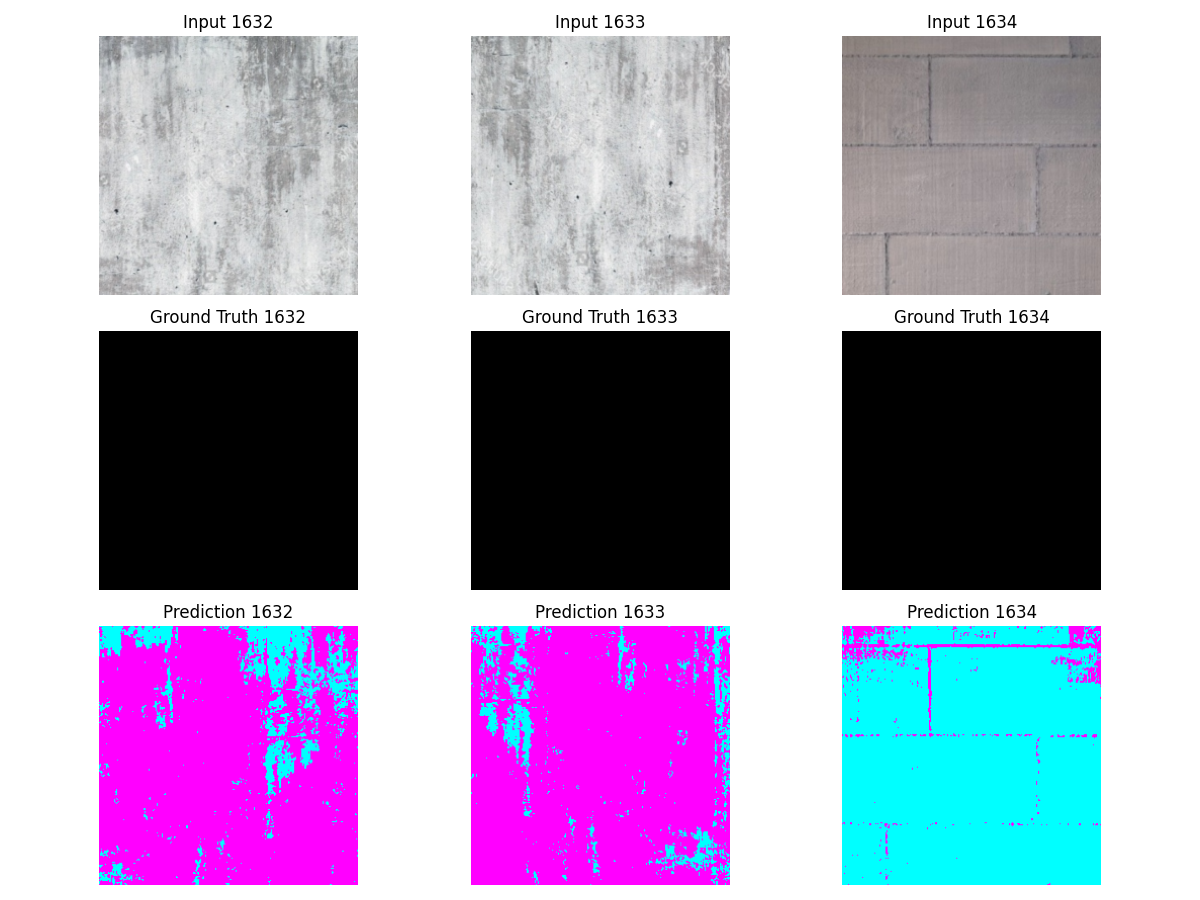 Input 1632
Input 1633
Input 1634
Ground Truth 1632
Ground Truth 1633
Ground Truth 1634
Prediction 1632
Prediction 1633
Prediction 1634